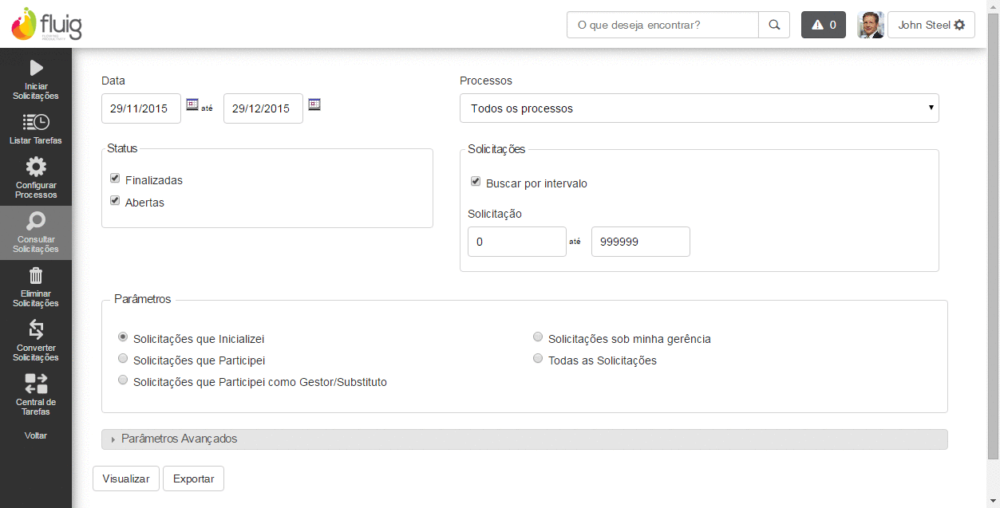 fluig
FLOWING
PRODUCTIVITY
O que deseja encontrar?
0
John Steel
Iniciar
Solicitações
Listar Tarefas
Configurar
Processos
Consultar
Solicitações
Eliminar
Solicitações
Converter
Solicitações
Central de
Tarefas
Voltar
Data
29/11/2015 até 29/12/2015
Processos
Todos os processos
Status
Finalizadas
Abertas
Solicitações
Buscar por intervalo
Solicitação
0 até 999999
Parâmetros
Solicitações que Inicializei
Solicitações que Participei
Solicitações que Participei como Gestor/Substituto
Solicitações sob minha gerência
Todas as Solicitações
Parâmetros Avançados
Visualizar
Exportar